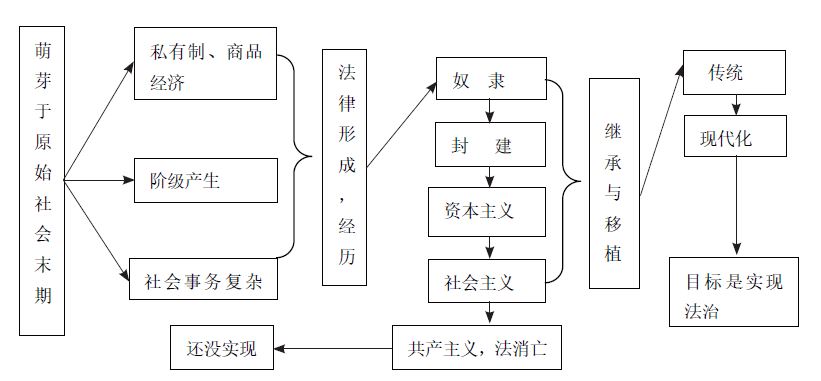 萌芽于原始社会末期
私有制、商品
经济
阶级产生
社会事务复杂
法律形成，经历
奴 隶
封 建
资本主义
社会主义
共产主义，法消亡
还没实现
继承与移植
传统
现代化
目标是实现
法治